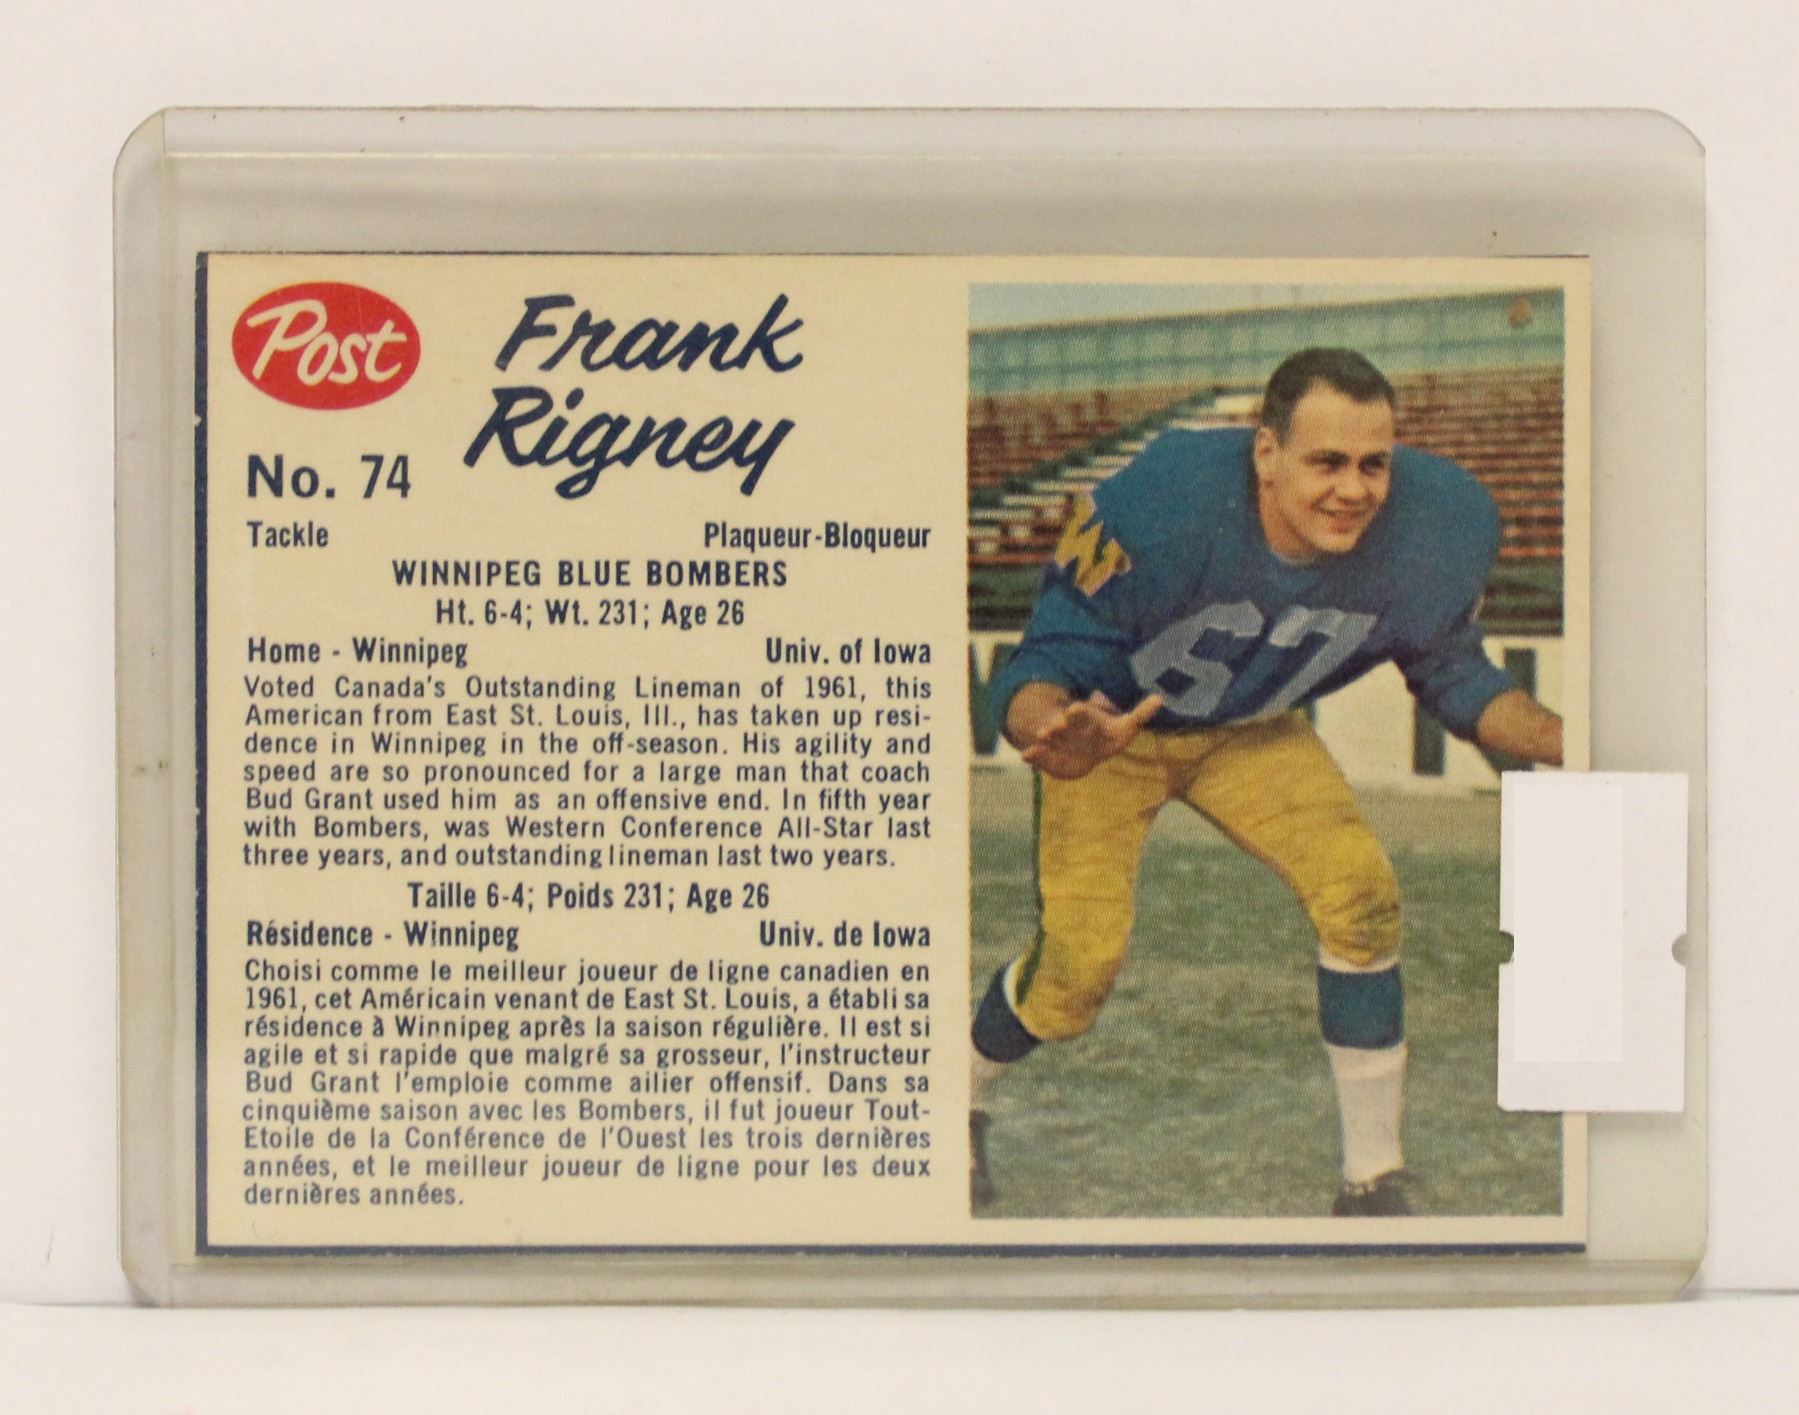 Post
Frank
Rigney
No. 74
Tackle Plaqueur-Bloqueur
WINNIPEG BLUE BOMBERS
Ht. 6-4; Wt. 231; Age 26
Home - Winnipeg Univ. of Iowa
Voted Canada's Outstanding Lineman of 1961, this
American from East St. Louis, Ill., has taken up resi-
dence in Winnipeg in the off-season. His agility and
speed are so pronounced for a large man that coach
Bud Grant used him as an offensive end. In fifth year
with Bombers, was Western Conference All-Star last
three years, and outstanding lineman last two years.
Taille 6-4; Poids 231; Age 26
Résidence - Winnipeg Univ. de Iowa
Choisi comme le meilleur joueur de ligne canadien en
1961, cet Américain venant de East St. Louis, a établi sa
résidence à Winnipeg après la saison régulière. Il est si
agile et si rapide que malgré sa grosseur, l'instructeur
Bud Grant l'emploie comme ailier offensif. Dans sa
cinquième saison avec les Bombers, il fut joueur Tout-
Etoile de la Conférence de l'Ouest les trois dernières
années, et le meilleur joueur de ligne pour les deux
dernières années.
W
67